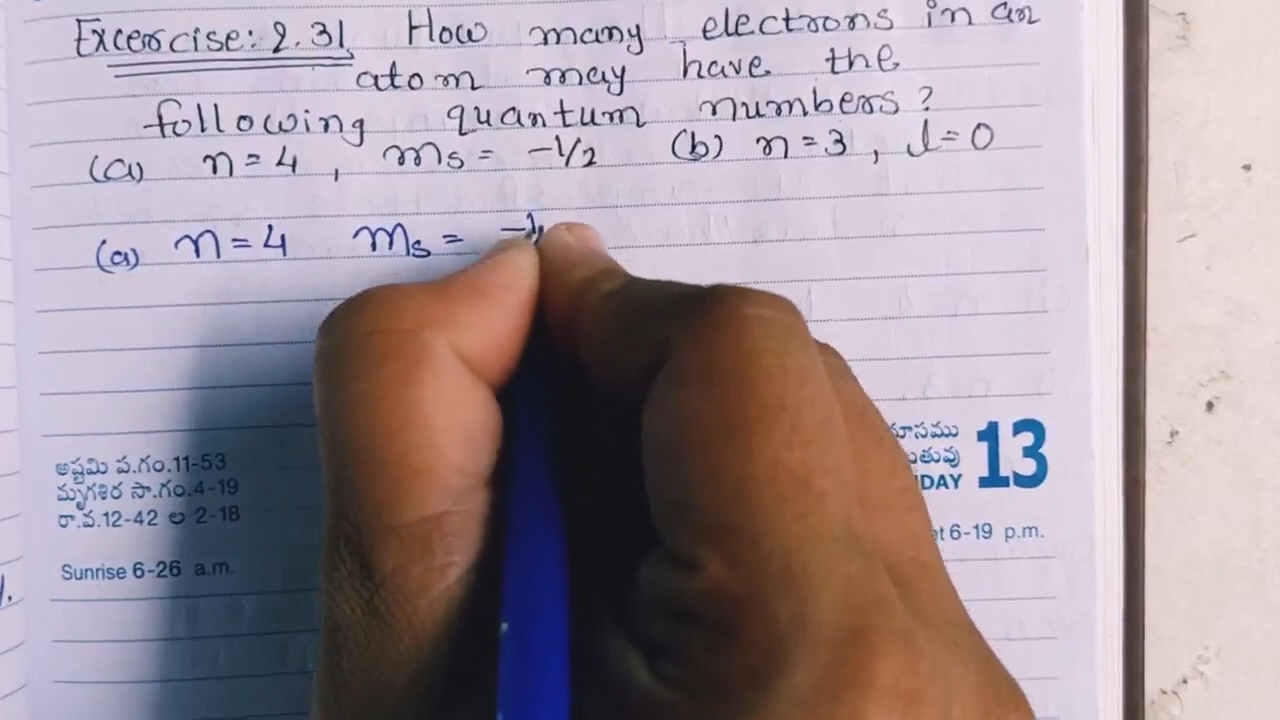 Excercise: 2.31 How many electrons in an
atom may have the
following quantum numbers?
(a) n = 4 , ms = -1/2 (b) n = 3 , l = 0
(a) n = 4 ms =
అష్టమి ప.గం.11-53
మృగశిర సా.గం.4-19
రా.వ.12-42 ల 2-18
Sunrise 6-26 a.m.
13
6-19 p.m.